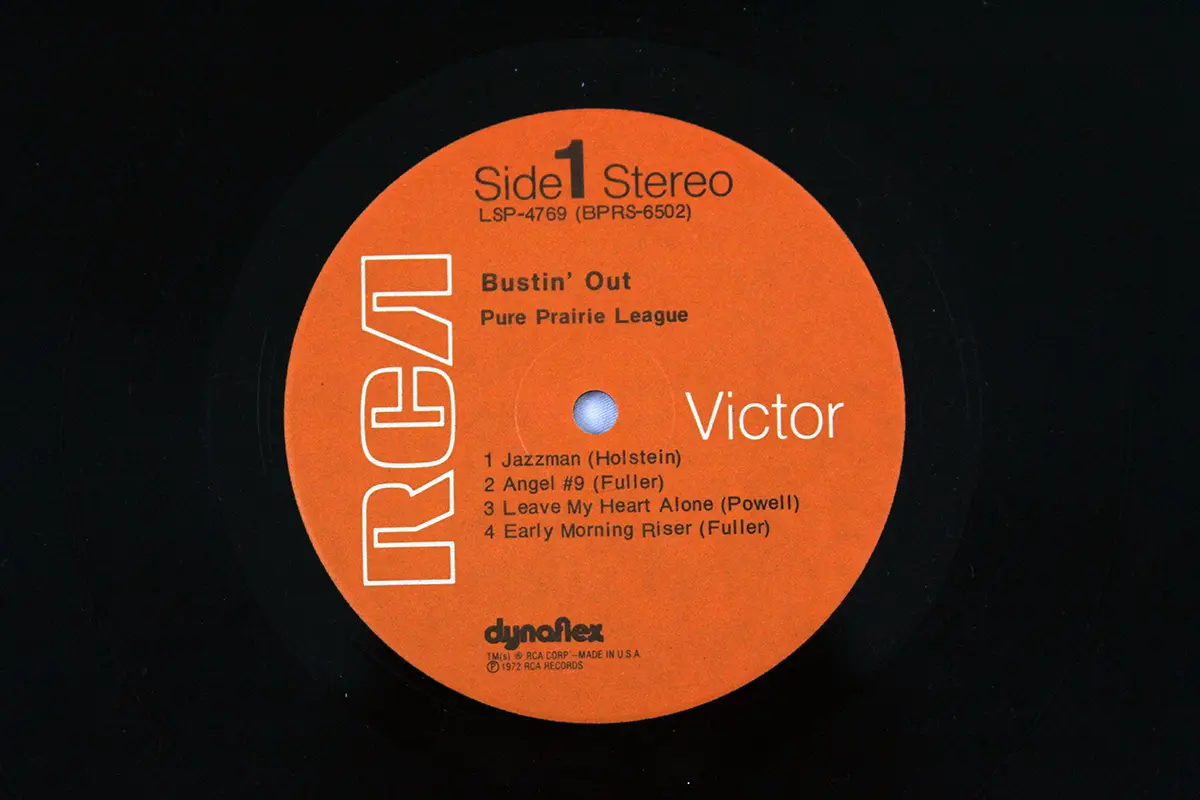 Side 1 Stereo
LSP-4769 (BPRS-6502)
RCA
Bustin' Out
Pure Prairie League
Victor
1 Jazzman (Holstein)
2 Angel #9 (Fuller)
3 Leave My Heart Alone (Powell)
4 Early Morning Riser (Fuller)
dynaflex
TM(s) ® RCA CORP.-MADE IN U.S.A.
℗ 1972 RCA RECORDS